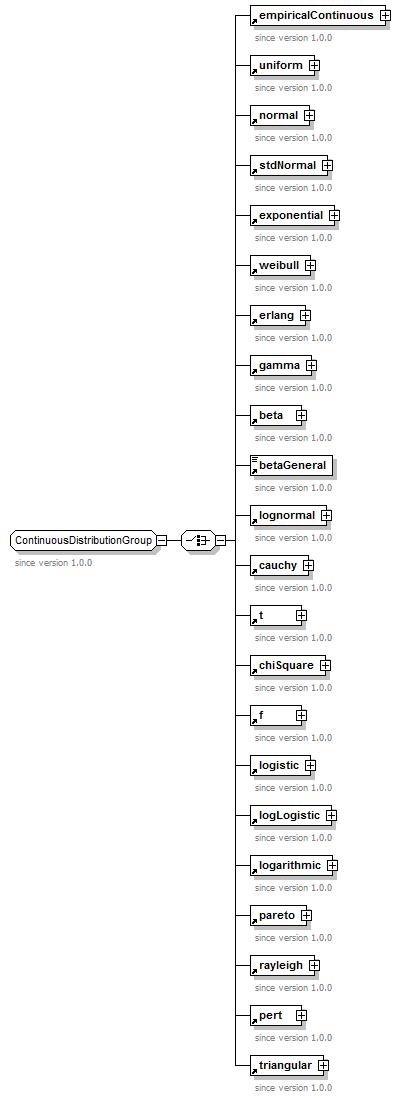 empiricalContinuous
since version 1.0.0
uniform
since version 1.0.0
normal
since version 1.0.0
stdNormal
since version 1.0.0
exponential
since version 1.0.0
weibull
since version 1.0.0
erlang
since version 1.0.0
gamma
since version 1.0.0
beta
since version 1.0.0
betaGeneral
since version 1.0.0
lognormal
since version 1.0.0
ContinuousDistributionGroup
since version 1.0.0
cauchy
since version 1.0.0
t
since version 1.0.0
chiSquare
since version 1.0.0
f
since version 1.0.0
logistic
since version 1.0.0
logLogistic
since version 1.0.0
logarithmic
since version 1.0.0
pareto
since version 1.0.0
rayleigh
since version 1.0.0
pert
since version 1.0.0
triangular
since version 1.0.0